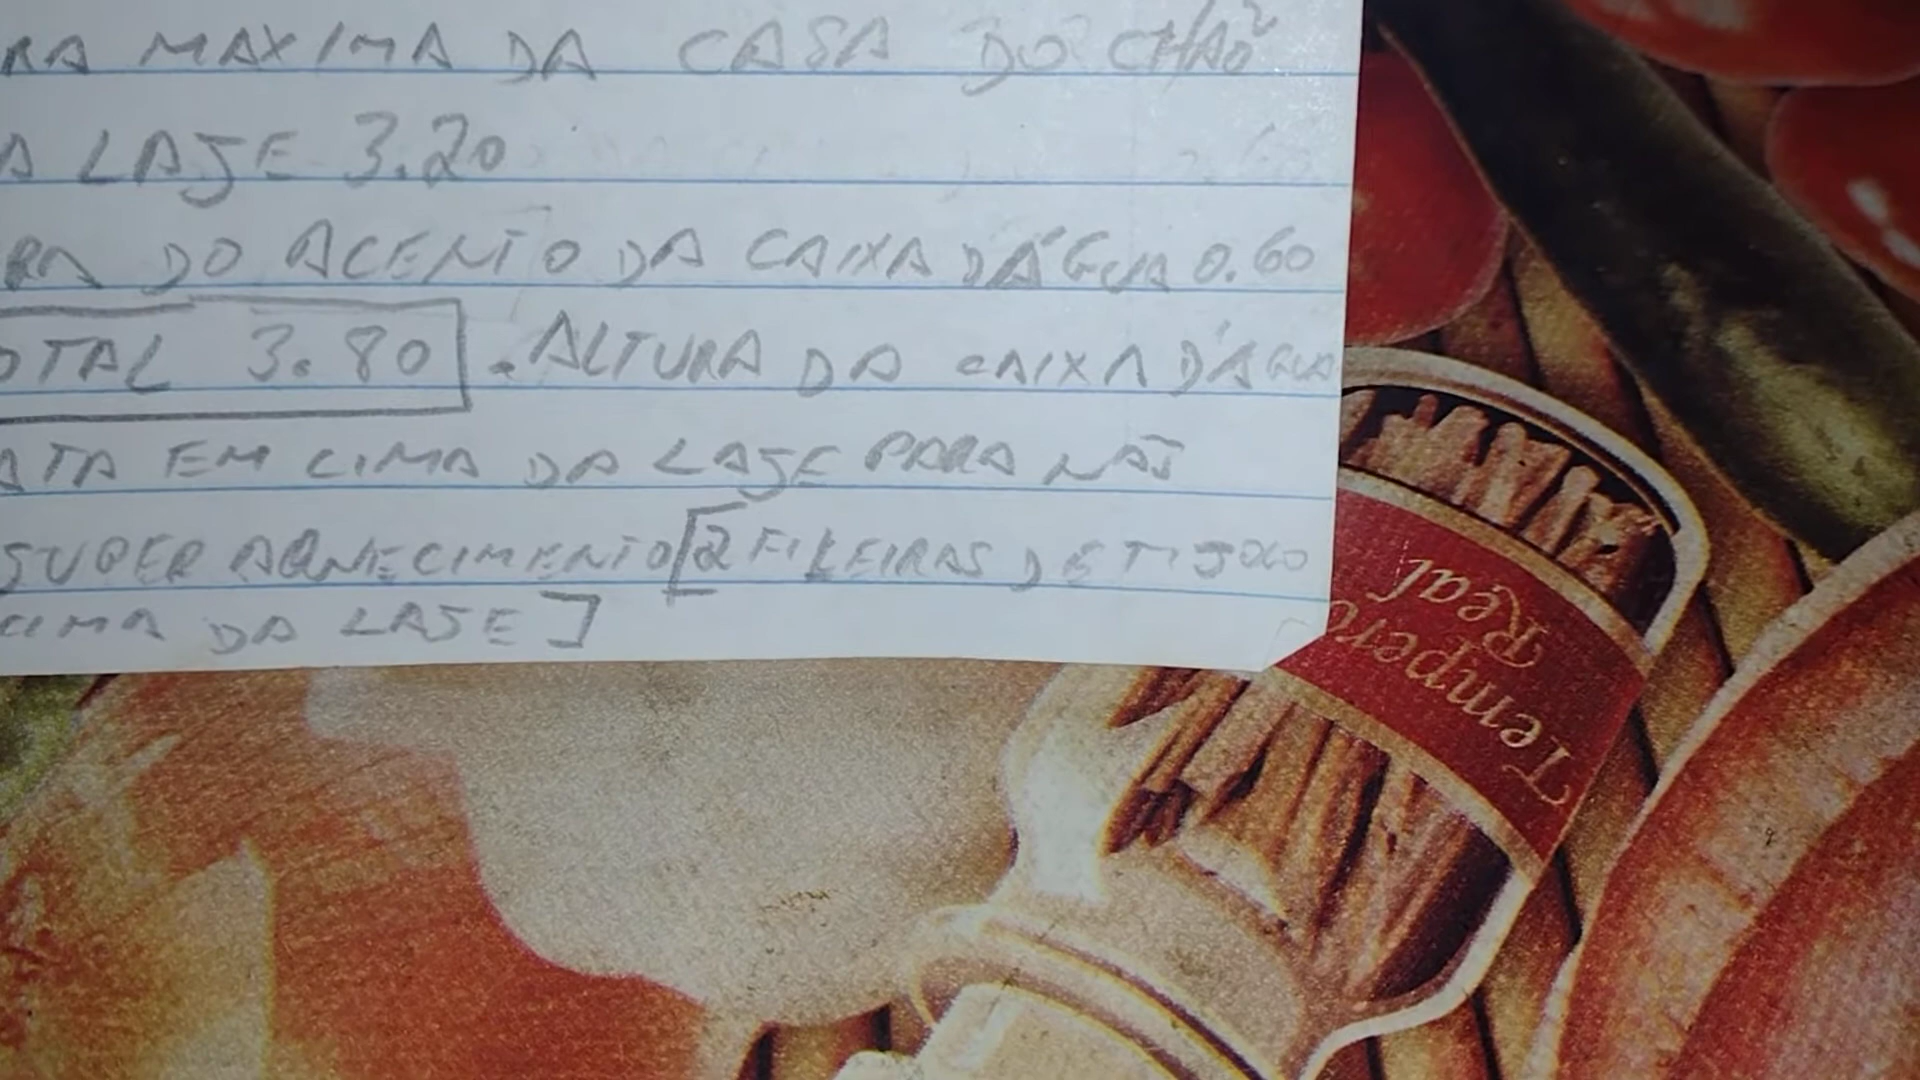 RA MAXIMA DA CASA DO CHÃO
A LAJE 3.20
RA DO ACENTO DA CAIXA DÁGUA 0.60
OTAL 3.80 . ALTURA DA CAIXA D'ÁGUA
ATA EM CIMA DA LAJE PARA NÃO
SUPER AQUECIMENTO [2 FILEIRAS DE TIJOLO
CIMA DA LAJE]
Tempero
Real